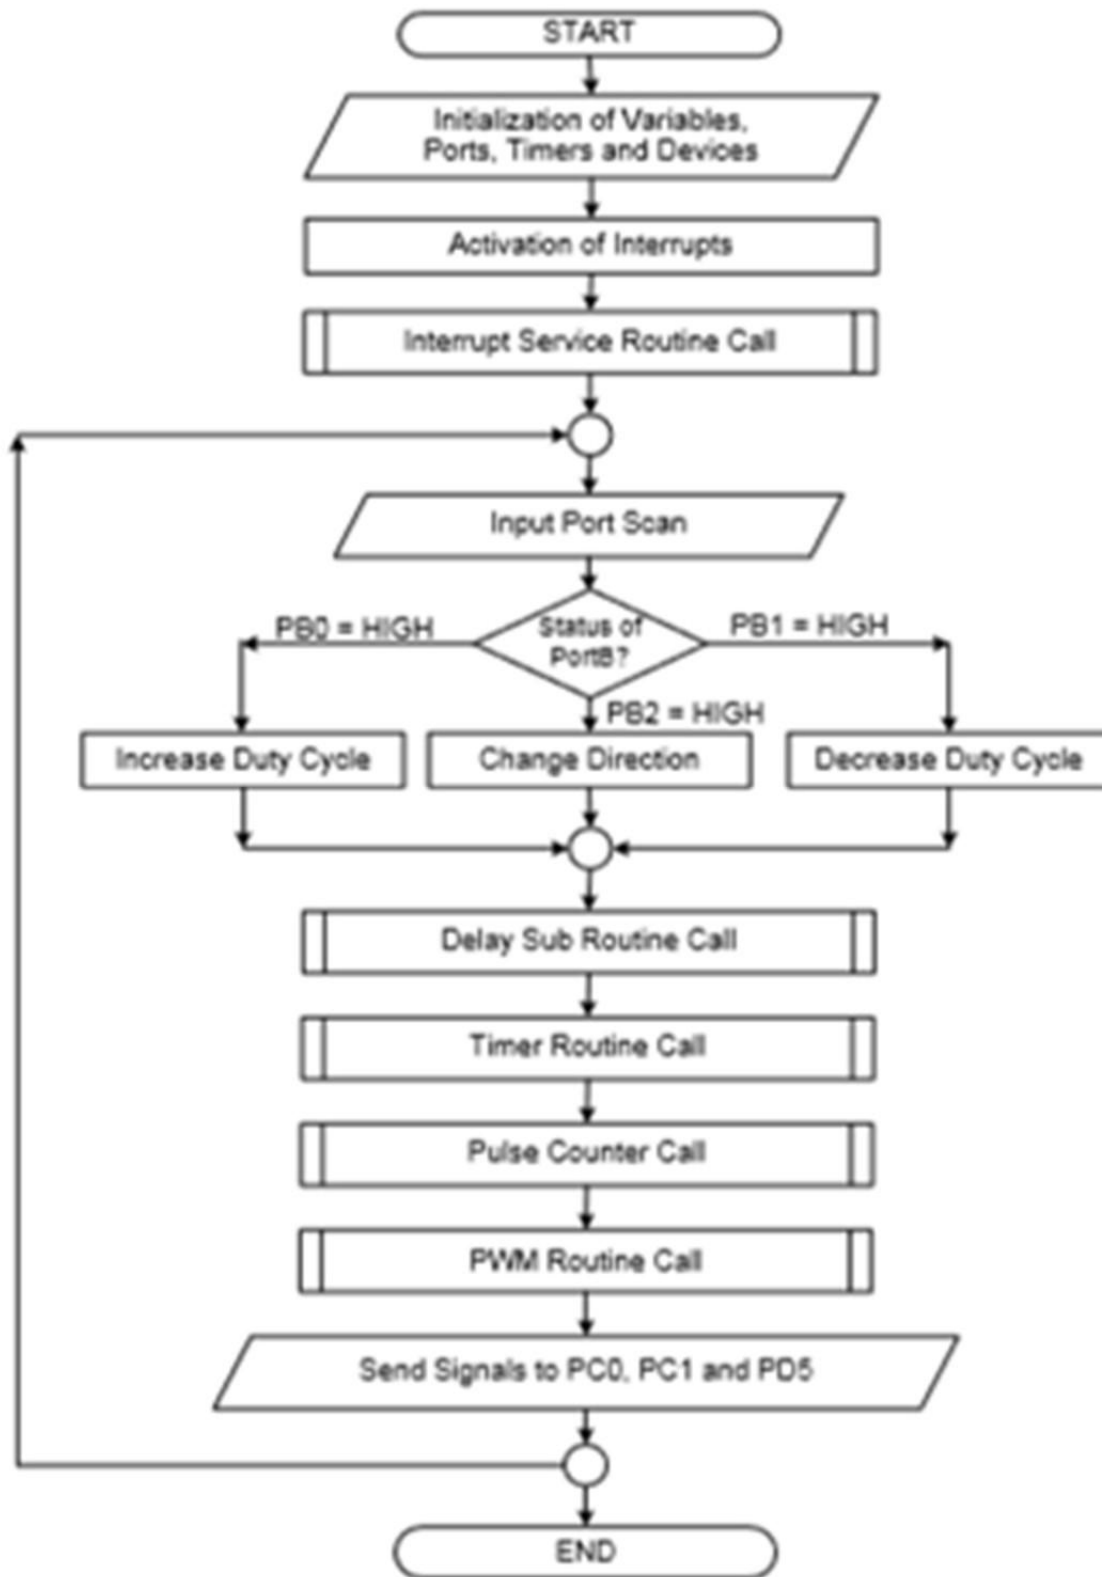 START
Initialization of Variables,
Ports, Timers and Devices
Activation of Interrupts
Interrupt Service Routine Call
Input Port Scan
PB0 = HIGH
Status of
PortB?
PB1 = HIGH
PB2 = HIGH
Increase Duty Cycle
Change Direction
Decrease Duty Cycle
Delay Sub Routine Call
Timer Routine Call
Pulse Counter Call
PWM Routine Call
Send Signals to PC0, PC1 and PD5
END